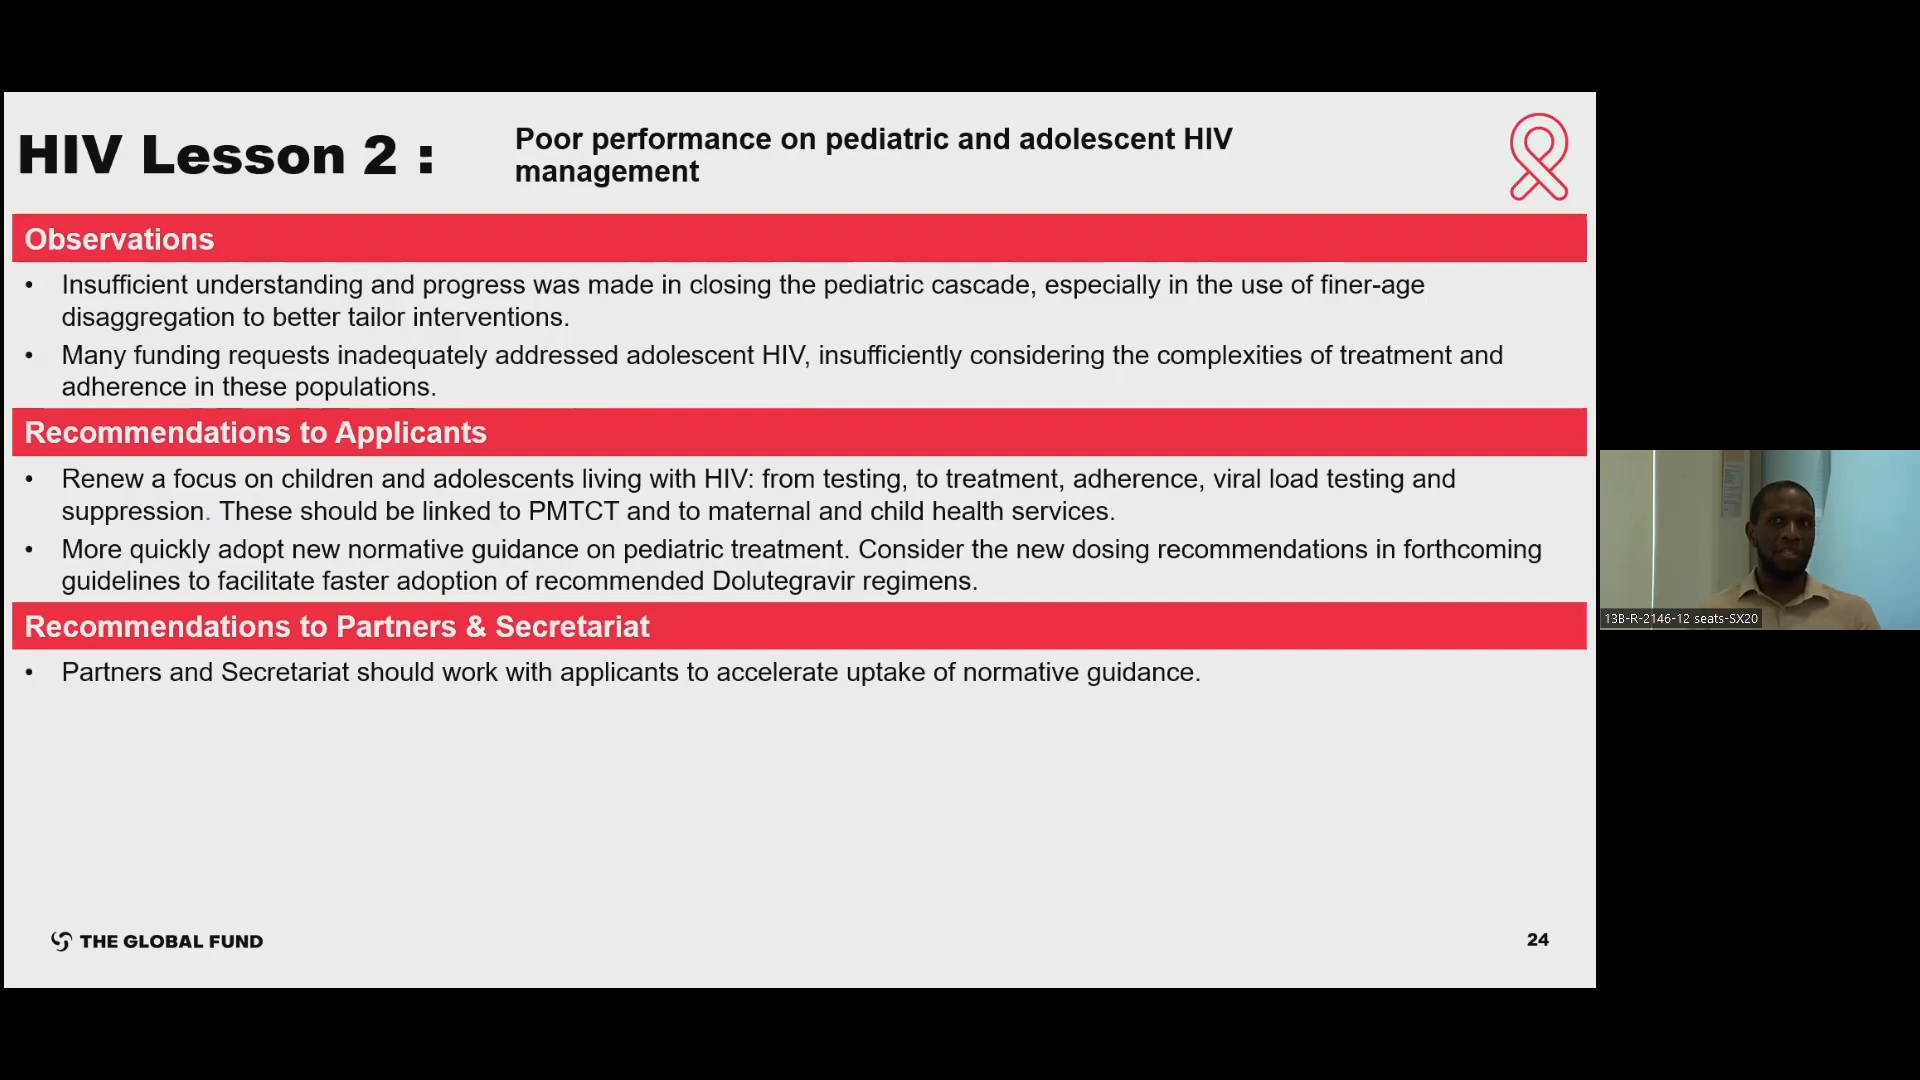 HIV Lesson 2 :
Poor performance on pediatric and adolescent HIV
management
Observations
• Insufficient understanding and progress was made in closing the pediatric cascade, especially in the use of finer-age
disaggregation to better tailor interventions.
• Many funding requests inadequately addressed adolescent HIV, insufficiently considering the complexities of treatment and
adherence in these populations.
Recommendations to Applicants
• Renew a focus on children and adolescents living with HIV: from testing, to treatment, adherence, viral load testing and
suppression. These should be linked to PMTCT and to maternal and child health services.
• More quickly adopt new normative guidance on pediatric treatment. Consider the new dosing recommendations in forthcoming
guidelines to facilitate faster adoption of recommended Dolutegravir regimens.
Recommendations to Partners & Secretariat
• Partners and Secretariat should work with applicants to accelerate uptake of normative guidance.
THE GLOBAL FUND
24
13B-R-2146-12 seats-SX20